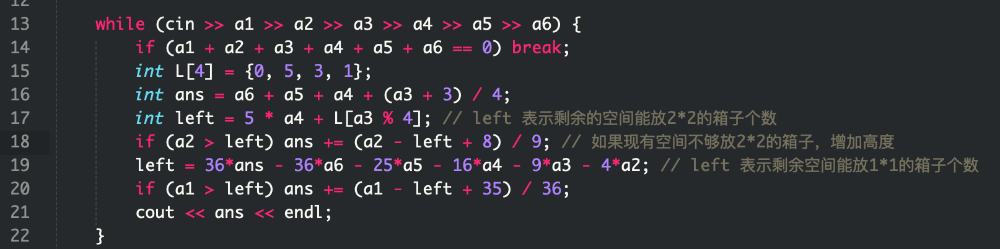 12
13 while (cin >> a1 >> a2 >> a3 >> a4 >> a5 >> a6) {
14 if (a1 + a2 + a3 + a4 + a5 + a6 == 0) break;
15 int L[4] = {0, 5, 3, 1};
16 int ans = a6 + a5 + a4 + (a3 + 3) / 4;
17 int left = 5 * a4 + L[a3 % 4]; // left 表示剩余的空间能放2*2的箱子个数
18 if (a2 > left) ans += (a2 - left + 8) / 9; // 如果现有空间不够放2*2的箱子，增加高度
19 left = 36*ans - 36*a6 - 25*a5 - 16*a4 - 9*a3 - 4*a2; // left 表示剩余空间能放1*1的箱子个数
20 if (a1 > left) ans += (a1 - left + 35) / 36;
21 cout << ans << endl;
22 }